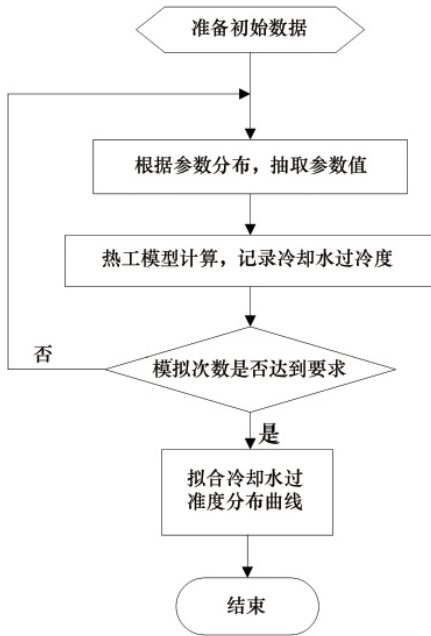 准备初始数据
根据参数分布，抽取参数值
热工模型计算，记录冷却水过冷度
否
模拟次数是否达到要求
是
拟合冷却水过
准度分布曲线
结束